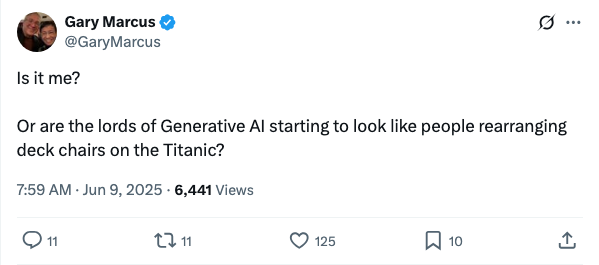 Gary Marcus
@GaryMarcus
Is it me?
Or are the lords of Generative AI starting to look like people rearranging
deck chairs on the Titanic?
7:59 AM · Jun 9, 2025 · 6,441 Views
11 11 125 10